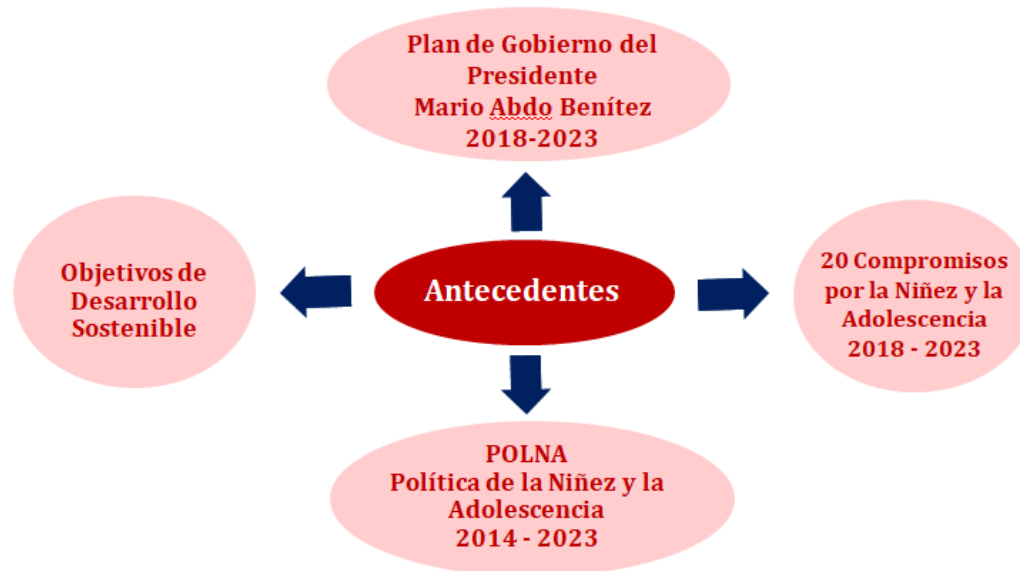 Plan de Gobierno del
Presidente
Mario Abdo Benítez
2018-2023
Objetivos de
Desarrollo
Sostenible
Antecedentes
20 Compromisos
por la Niñez y la
Adolescencia
2018 - 2023
POLNA
Política de la Niñez y la
Adolescencia
2014 - 2023